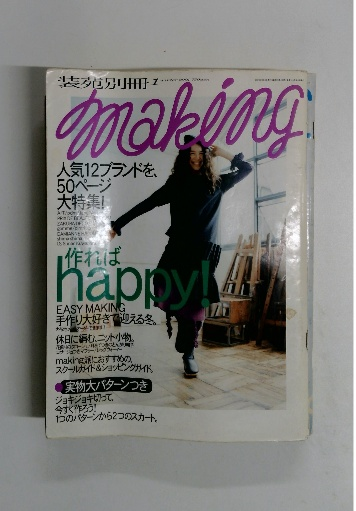 装苑別冊
making
人気12ブランドを、
50ページ
大特集!
作れば
happy!
EASY MAKING
手作り大好きで迎える冬。
休日に編むニット小物。
making派におすすめの、
スクールガイド&ショッピングガイド。
実物大パターンつき
ジョキジョキ切って、
今すぐ作ろう!
1つのパターンから2つのスカート。